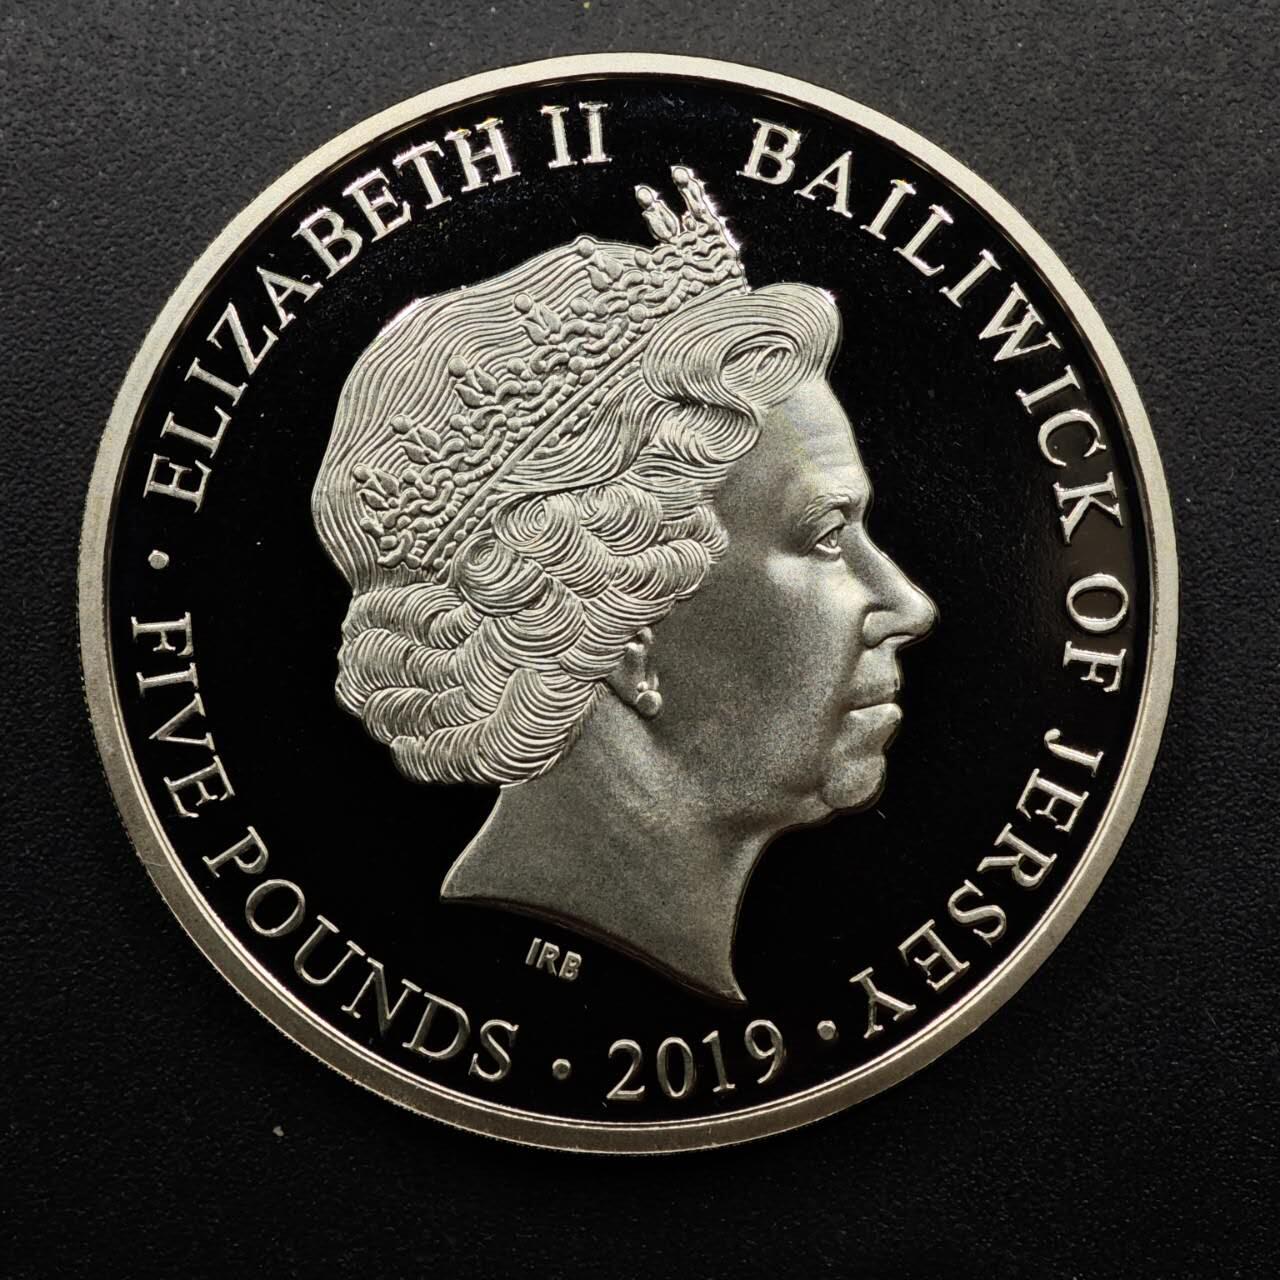 ELIZABETH II BAILIWICK OF JERSEY · 2019 · FIVE POUNDS ·
IRB